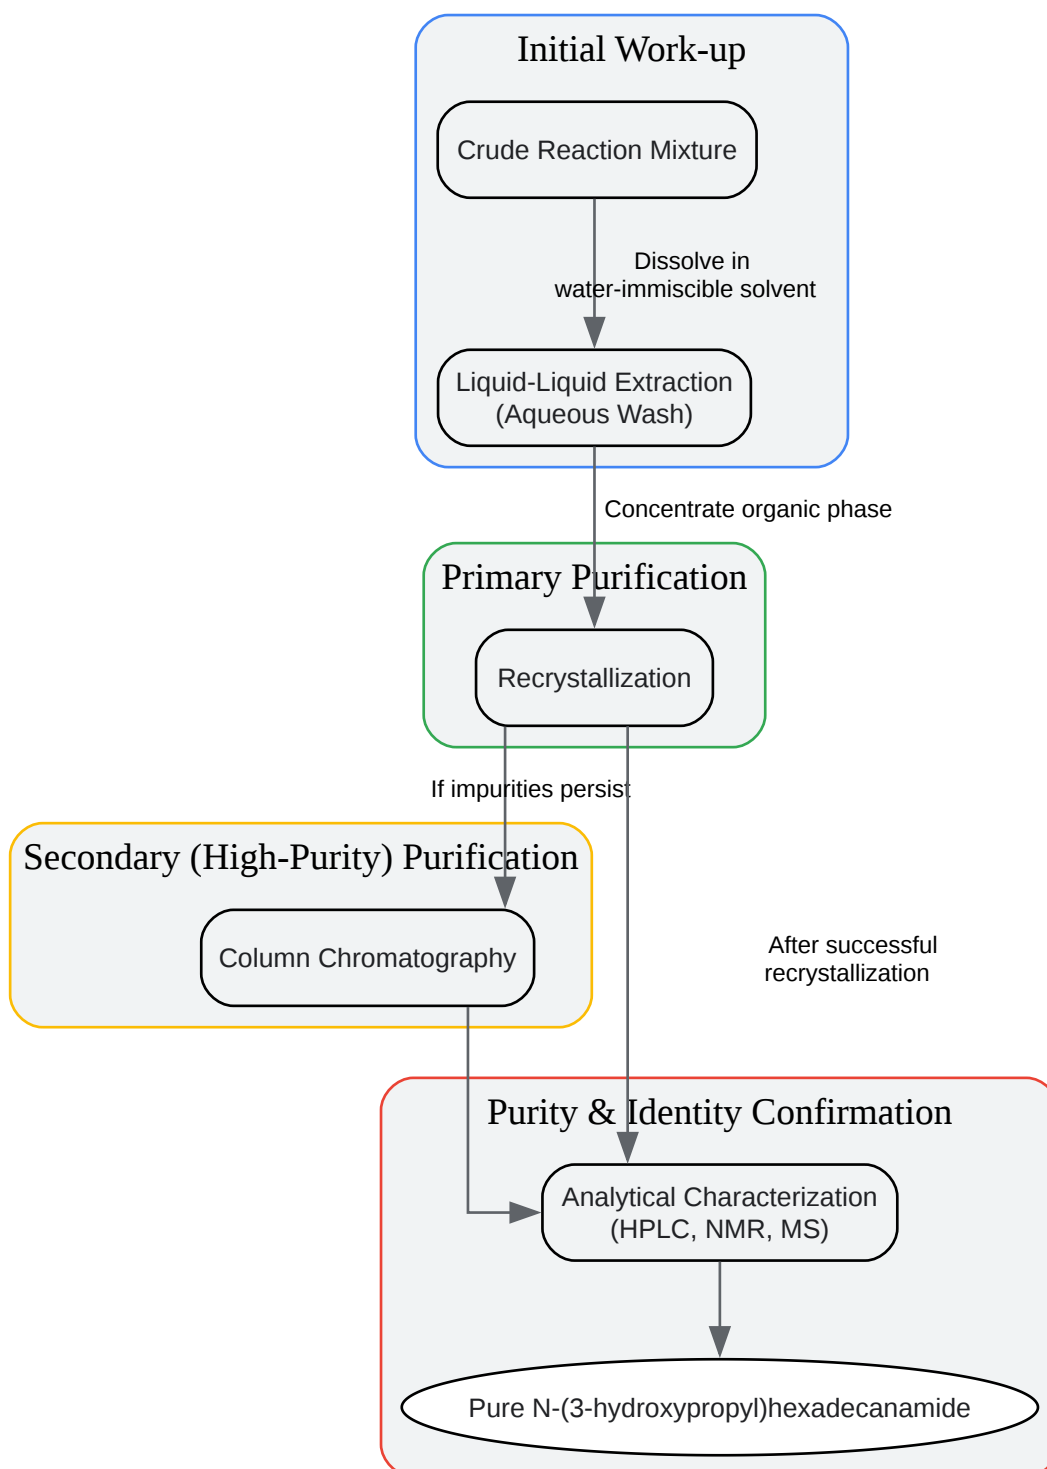 Initial Work-up
Crude Reaction Mixture
Dissolve in
water-immiscible solvent
Liquid-Liquid Extraction
(Aqueous Wash)
Concentrate organic phase
Primary Purification
Recrystallization
If impurities persist
Secondary (High-Purity) Purification
Column Chromatography
After successful
recrystallization
Purity & Identity Confirmation
Analytical Characterization
(HPLC, NMR, MS)
Pure N-(3-hydroxypropyl)hexadecanamide